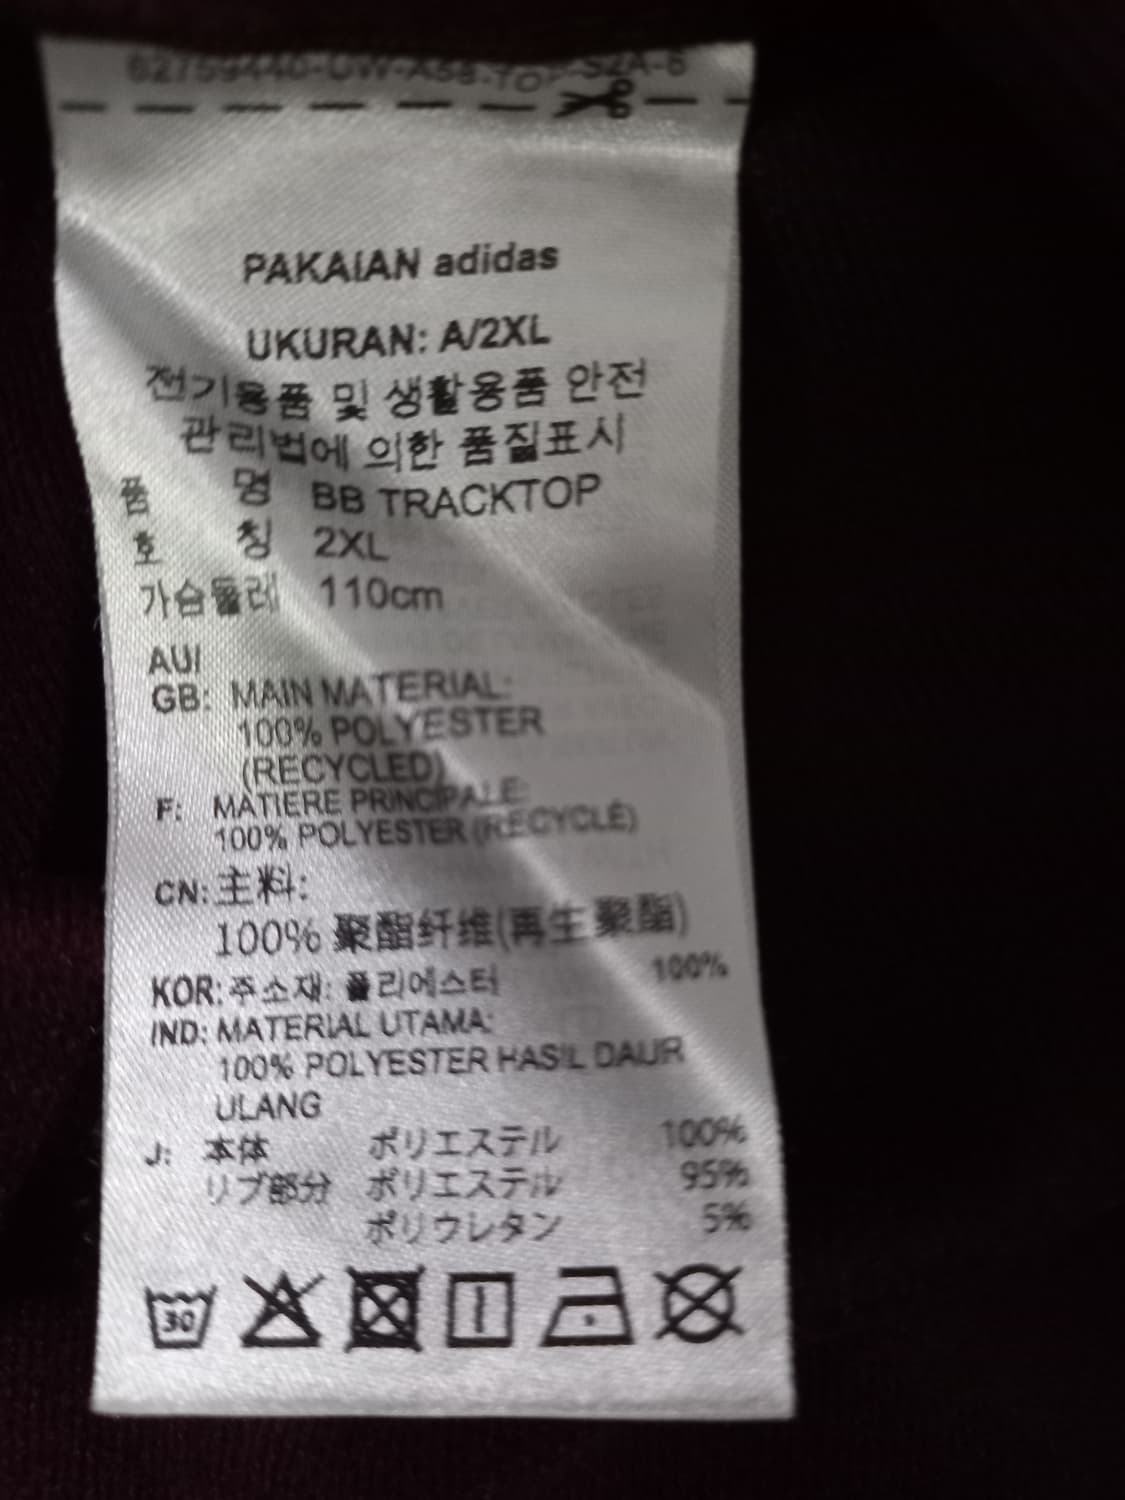 PAKAIAN adidas
UKURAN: A/2XL
전기용품 및 생활용품 안전
관리법에 의한 품질표시
품 명 BB TRACKTOP
호 칭 2XL
가슴둘레 110cm
AU/
GB: MAIN MATERIAL:
100% POLYESTER
(RECYCLED)
F: MATIERE PRINCIPALE:
100% POLYESTER (RECYCLÉ)
CN: 主料:
100% 聚酯纤维(再生聚酯)
KOR: 주소재: 폴리에스터 100%
IND: MATERIAL UTAMA:
100% POLYESTER HASIL DAUR
ULANG
J: 本体 ポリエステル 100%
リブ部分 ポリエステル 95%
ポリウレタン 5%
30